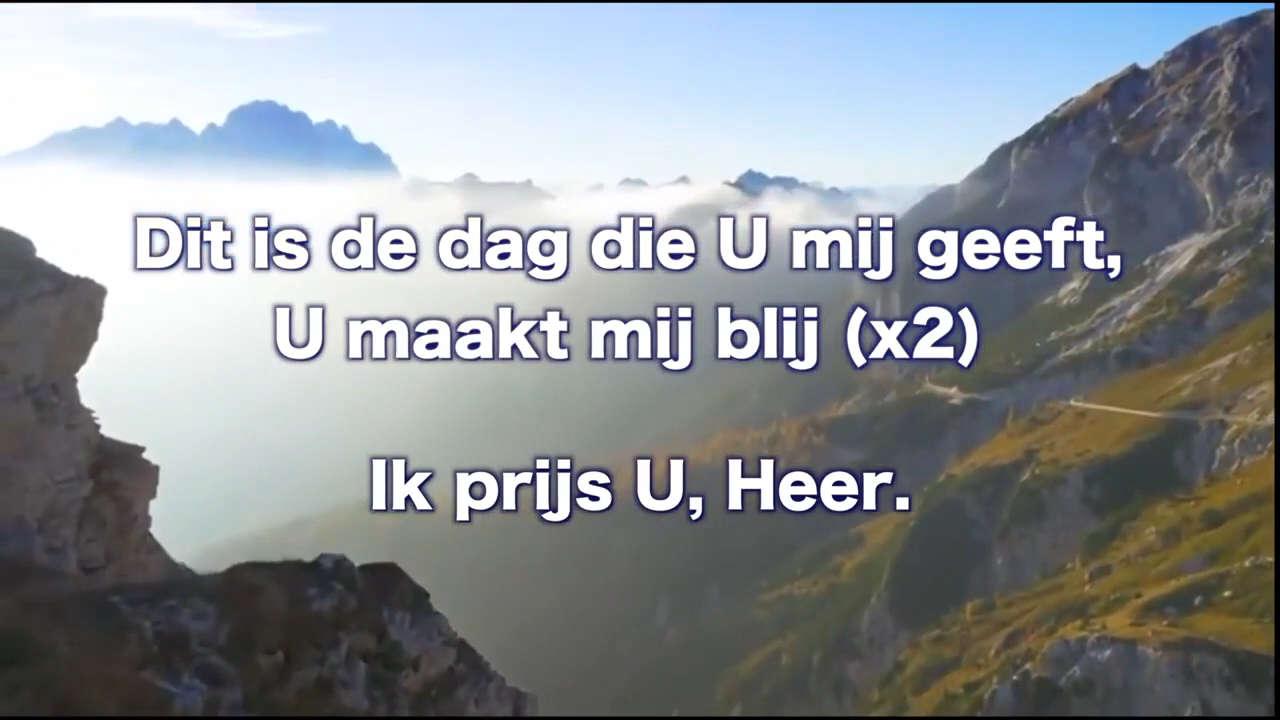 Dit is de dag die U mij geeft,
U maakt mij blij (x2)
Ik prijs U, Heer.